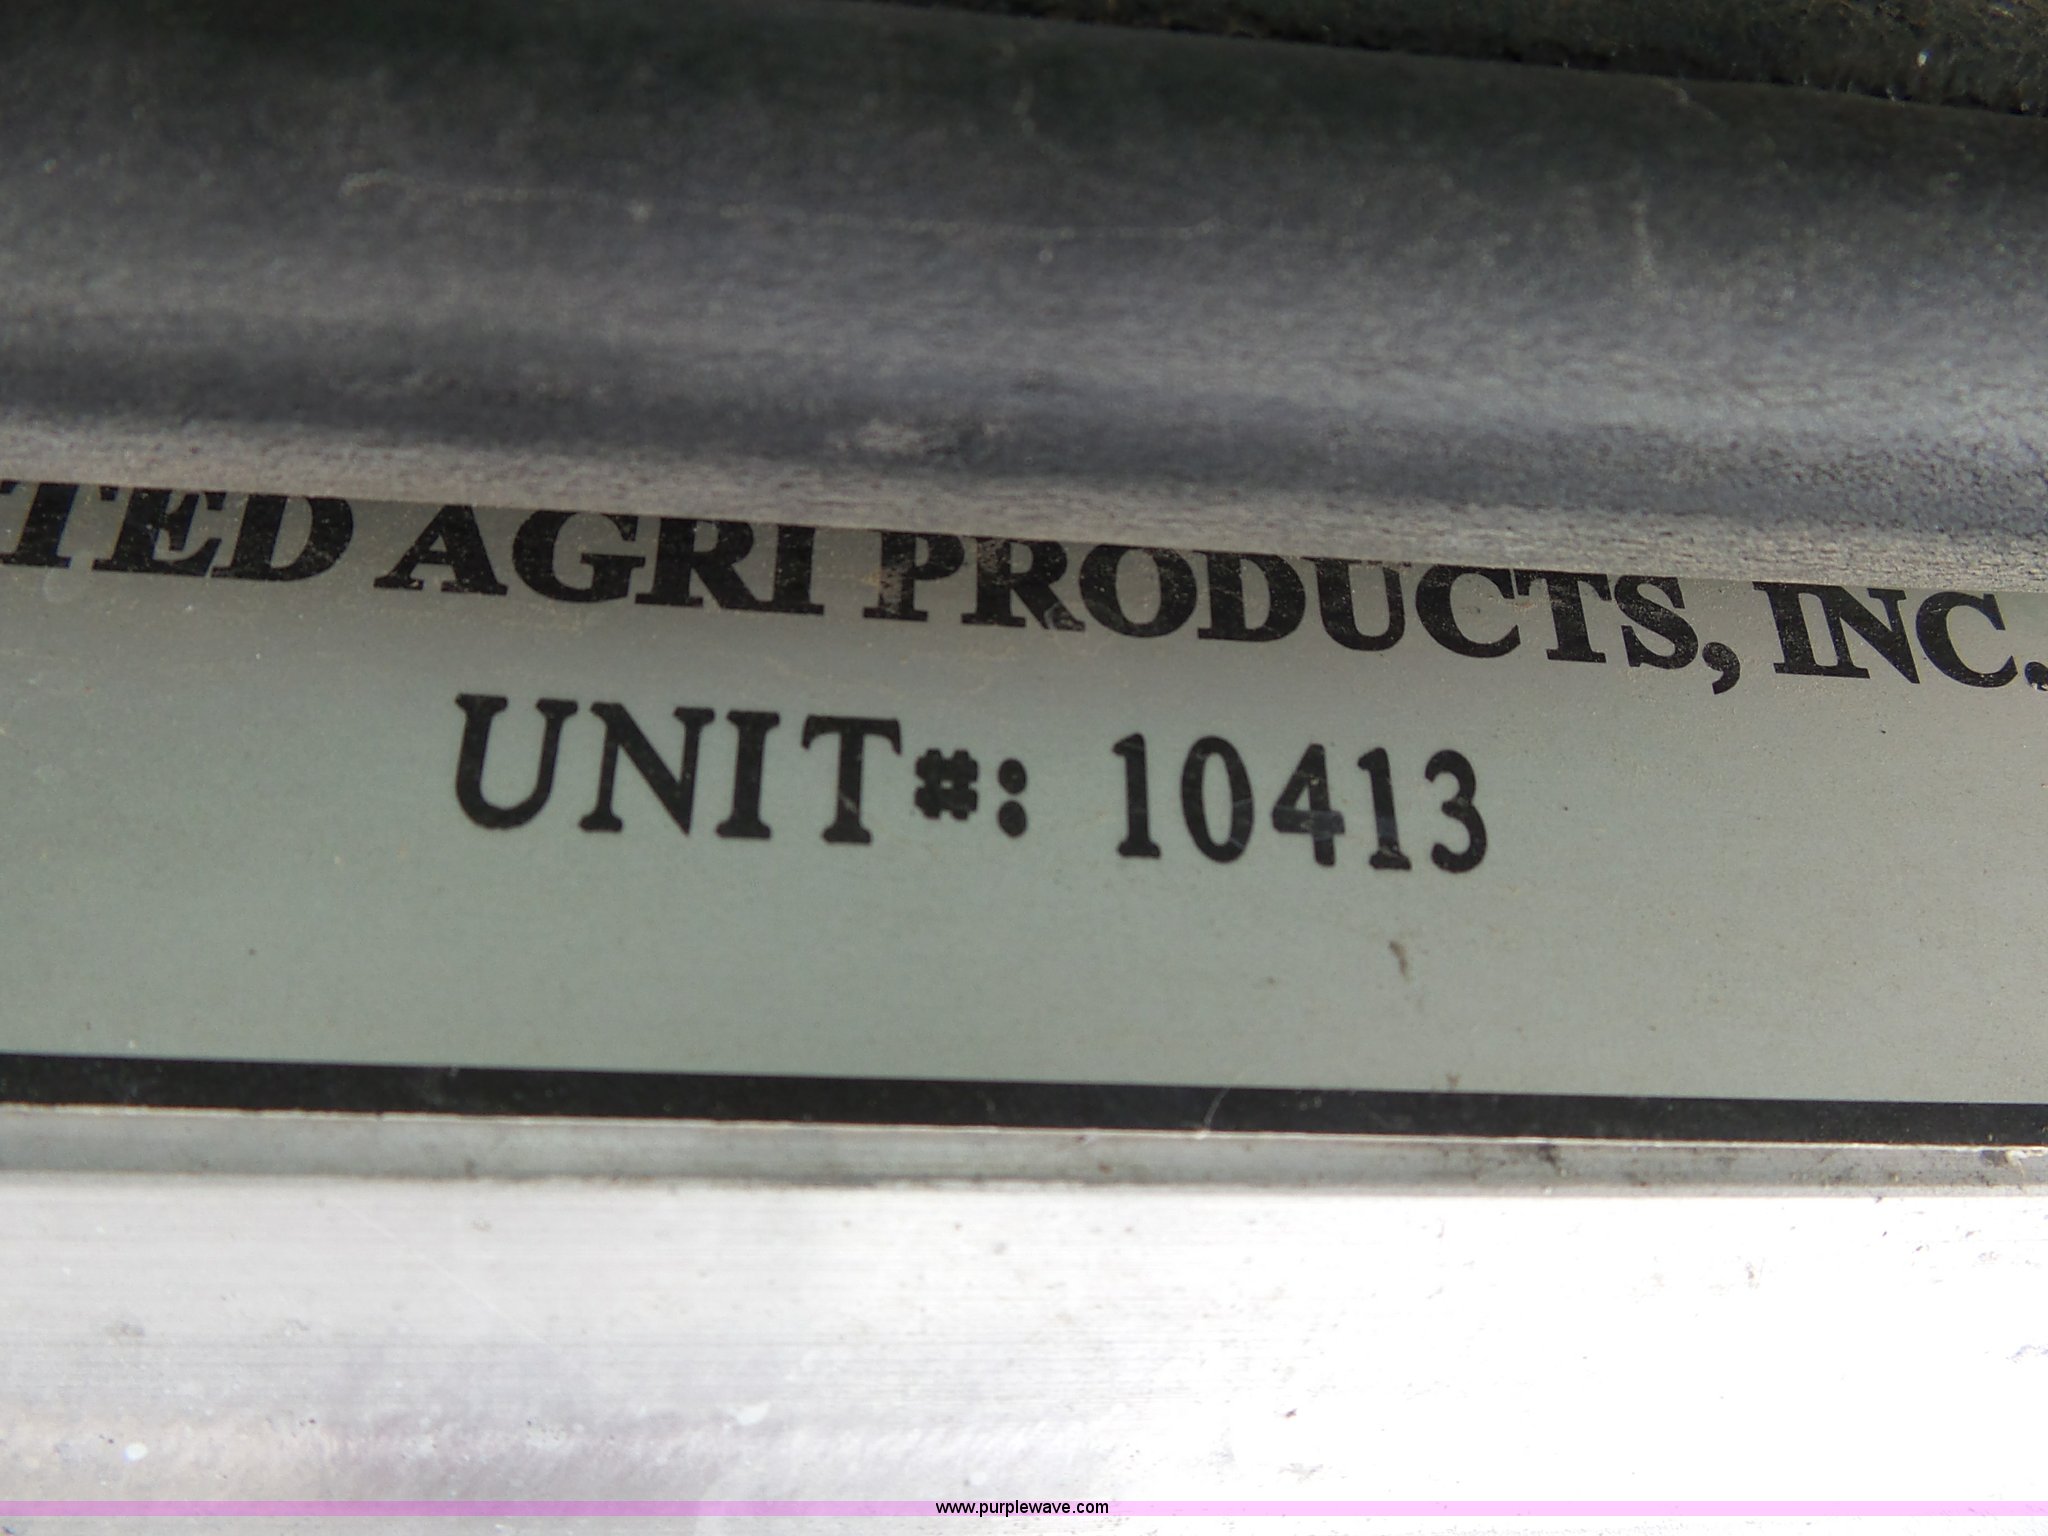 TED AGRI PRODUCTS, INC.
UNIT#: 10413
www.purplewave.com